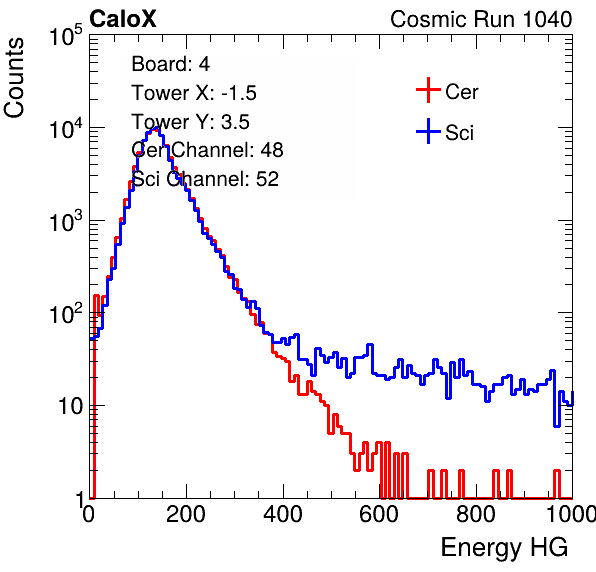 CaloX Cosmic Run 1040
Counts
10^5
10^4
10^3
10^2
10
1
Board: 4
Tower X: -1.5
Tower Y: 3.5
Cer Channel: 48
Sci Channel: 52
Cer
Sci
0 200 400 600 800 1000
Energy HG